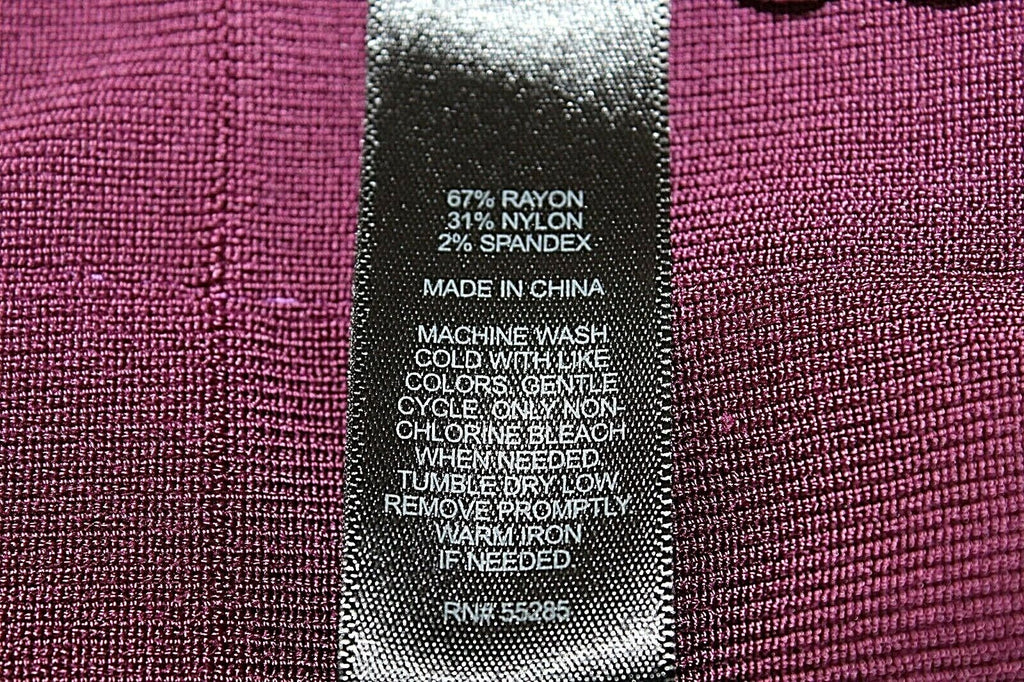 67% RAYON
31% NYLON
2% SPANDEX
MADE IN CHINA
MACHINE WASH
COLD WITH LIKE
COLORS, GENTLE
CYCLE, ONLY NON-
CHLORINE BLEACH
WHEN NEEDED,
TUMBLE DRY LOW,
REMOVE PROMPTLY
WARM IRON
IF NEEDED.
RN# 55285